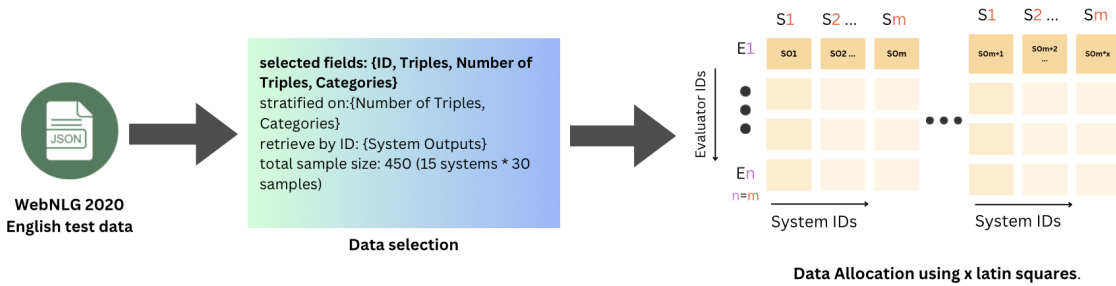 JSON
WebNLG 2020
English test data
selected fields: {ID, Triples, Number of
Triples, Categories}
stratified on:{Number of Triples,
Categories}
retrieve by ID: {System Outputs}
total sample size: 450 (15 systems * 30
samples)
Data selection
S1 S2 ... Sm
E1 SO1 SO2 ... SOm
Evaluator IDs
En
n=m
System IDs
S1 S2 ... Sm
SOm+1 SOm+2 ... SOm*x
System IDs
Data Allocation using x latin squares.